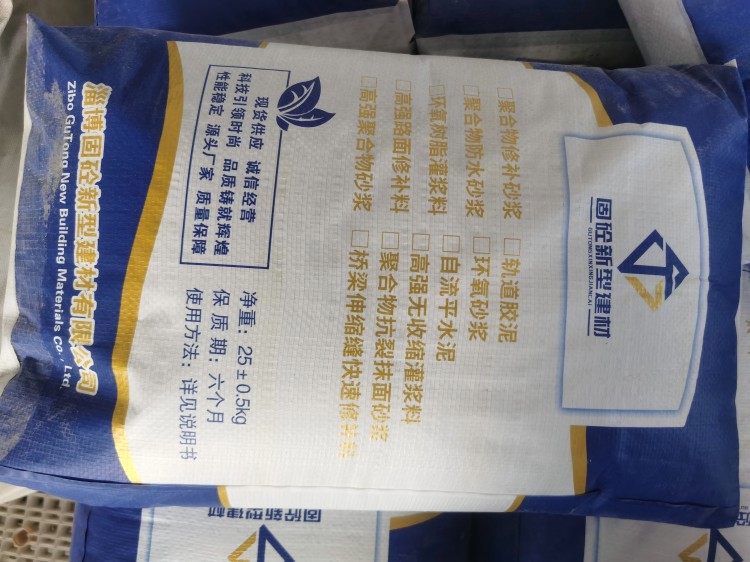 固砼新型建材
GUTONGXINXINGJIANCAI
□聚合物修补砂浆 □轨道胶泥
□聚合物防水砂浆 □环氧砂浆
□环氧树脂灌浆料 □自流平水泥
□高强路面修补料 □高强无收缩灌浆料
□高强聚合物砂浆 □聚合物抗裂抹面砂浆
□桥梁伸缩缝快速修补料
现货供应 诚信经营
科技引领时尚 品质铸就辉煌
性能稳定 源头厂家 质量保障
净重：25±0.5kg
保质期：六个月
使用方法：详见说明书
淄博固砼新型建材有限公司
Zibo GuTong New Building Materials Co., Ltd.
固砼新型建材